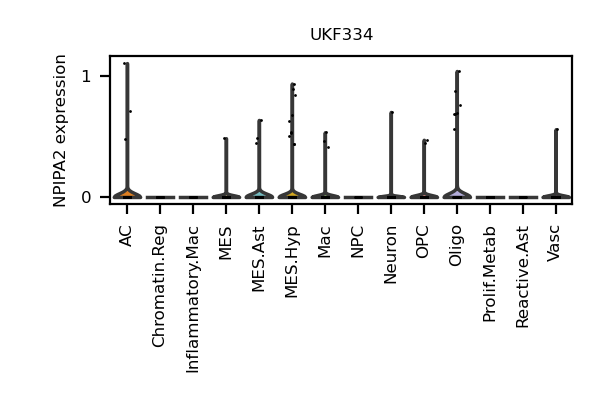 UKF334
NPIPA2 expression
1
0
AC
Chromatin.Reg
Inflammatory.Mac
MES
MES.Ast
MES.Hyp
Mac
NPC
Neuron
OPC
Oligo
Prolif.Metab
Reactive.Ast
Vasc